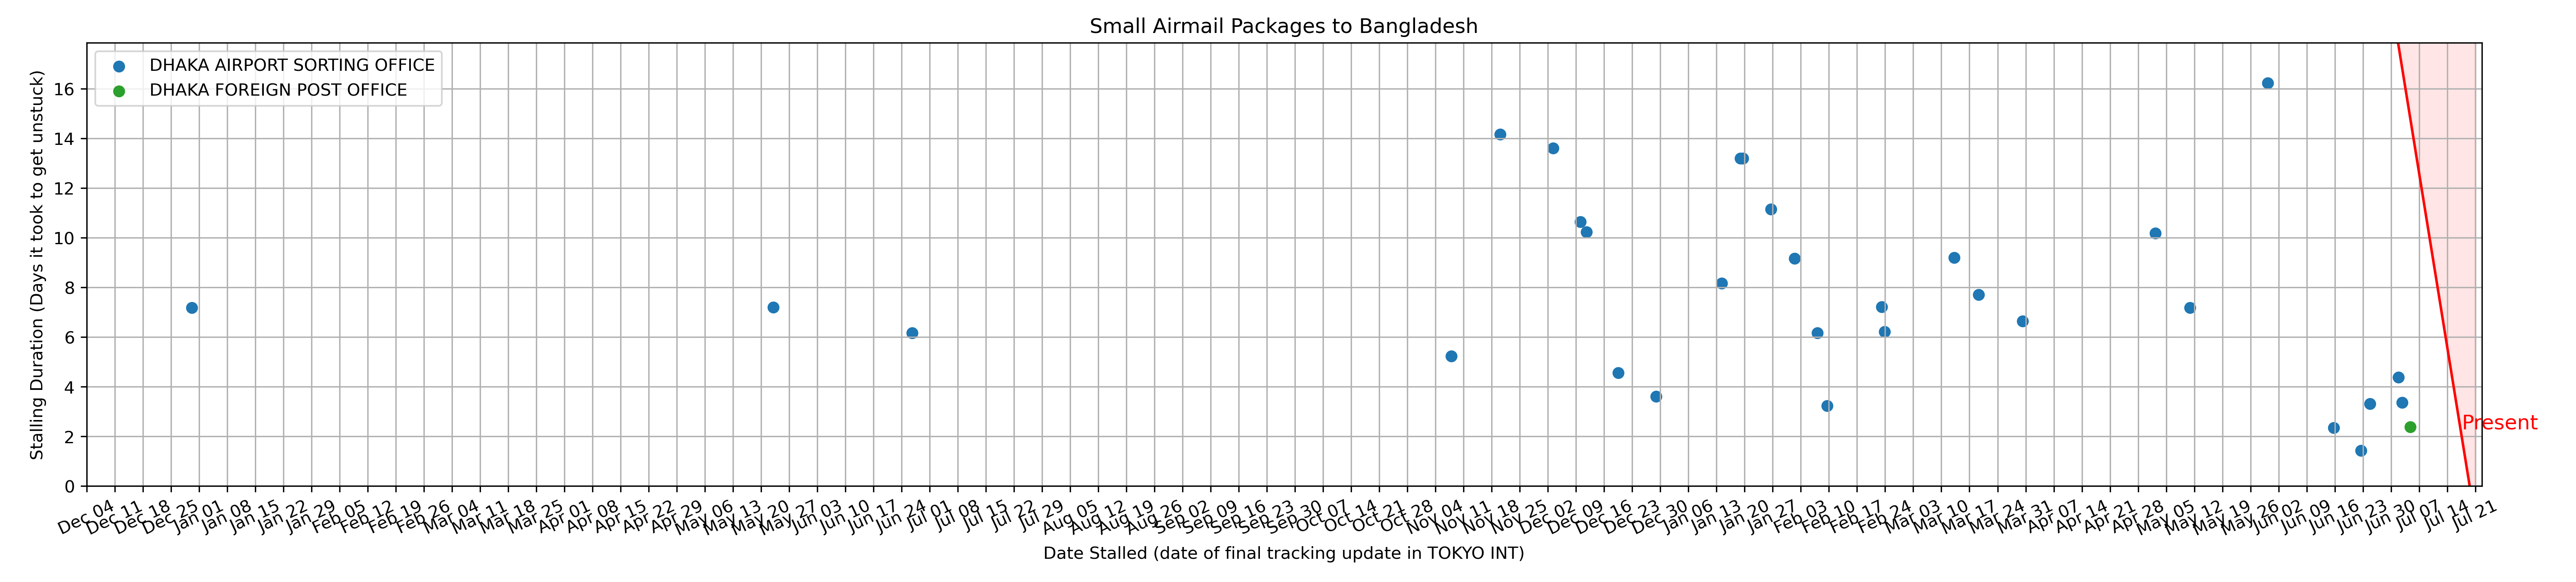 Small Airmail Packages to Bangladesh
DHAKA AIRPORT SORTING OFFICE
DHAKA FOREIGN POST OFFICE
Stalling Duration (Days it took to get unstuck)
16
14
12
10
8
6
4
2
0
Present
Dec 04 Dec 11 Dec 18 Dec 25 Jan 01 Jan 08 Jan 15 Jan 22 Jan 29 Feb 05 Feb 12 Feb 19 Feb 26 Mar 04 Mar 11 Mar 18 Mar 25 Apr 01 Apr 08 Apr 15 Apr 22 Apr 29 May 06 May 13 May 20 May 27 Jun 03 Jun 10 Jun 17 Jun 24 Jul 01 Jul 08 Jul 15 Jul 22 Jul 29 Aug 05 Aug 12 Aug 19 Aug 26 Sep 02 Sep 09 Sep 16 Sep 23 Sep 30 Oct 07 Oct 14 Oct 21 Oct 28 Nov 04 Nov 11 Nov 18 Nov 25 Dec 02 Dec 09 Dec 16 Dec 23 Dec 30 Jan 06 Jan 13 Jan 20 Jan 27 Feb 03 Feb 10 Feb 17 Feb 24 Mar 03 Mar 10 Mar 17 Mar 24 Mar 31 Apr 07 Apr 14 Apr 21 Apr 28 May 05 May 12 May 19 May 26 Jun 02 Jun 09 Jun 16 Jun 23 Jun 30 Jul 07 Jul 14 Jul 21
Date Stalled (date of final tracking update in TOKYO INT)